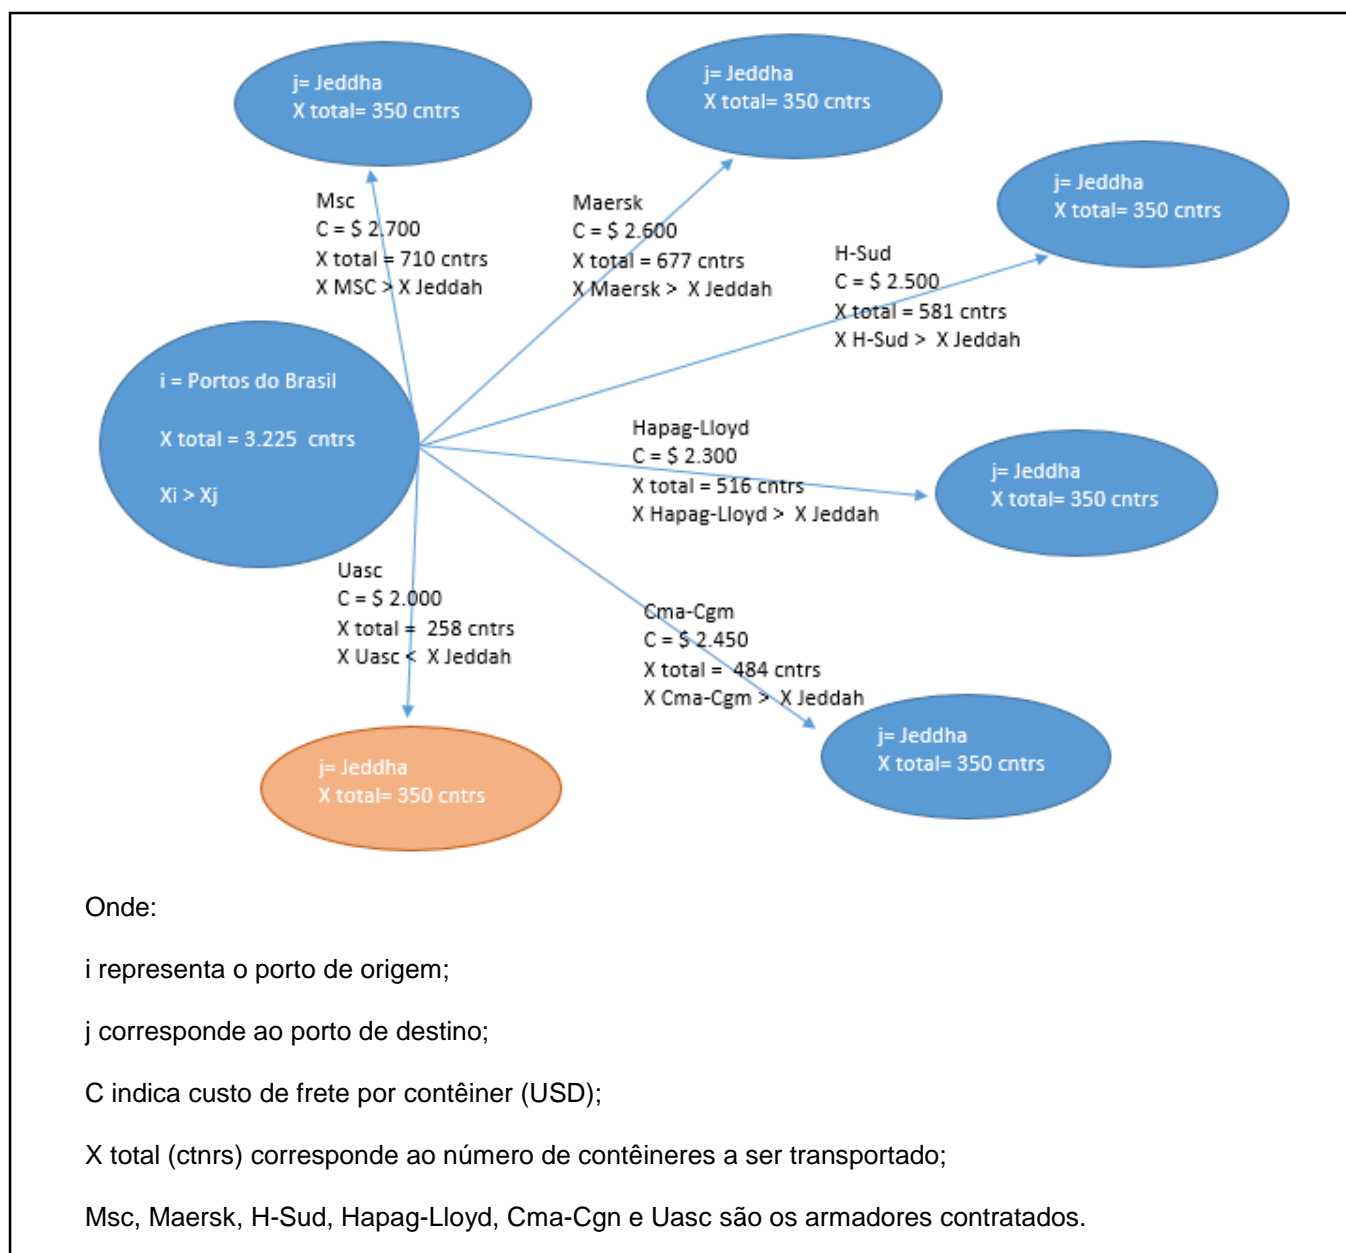 j= Jeddha
X total= 350 cntrs
j= Jeddha
X total= 350 cntrs
j= Jeddha
X total= 350 cntrs
Msc
C = $ 2.700
X total = 710 cntrs
X MSC > X Jeddah
Maersk
C = $ 2.600
X total = 677 cntrs
X Maersk > X Jeddah
H-Sud
C = $ 2.500
X total = 581 cntrs
X H-Sud > X Jeddah
i = Portos do Brasil
X total = 3.225 cntrs
Xi > Xj
Hapag-Lloyd
C = $ 2.300
X total = 516 cntrs
X Hapag-Lloyd > X Jeddah
j= Jeddha
X total= 350 cntrs
Uasc
C = $ 2.000
X total = 258 cntrs
X Uasc < X Jeddah
Cma-Cgm
C = $ 2.450
X total = 484 cntrs
X Cma-Cgm > X Jeddah
j= Jeddha
X total= 350 cntrs
j= Jeddha
X total= 350 cntrs
Onde:
i representa o porto de origem;
j corresponde ao porto de destino;
C indica custo de frete por contêiner (USD);
X total (ctnrs) corresponde ao número de contêineres a ser transportado;
Msc, Maersk, H-Sud, Hapag-Lloyd, Cma-Cgn e Uasc são os armadores contratados.